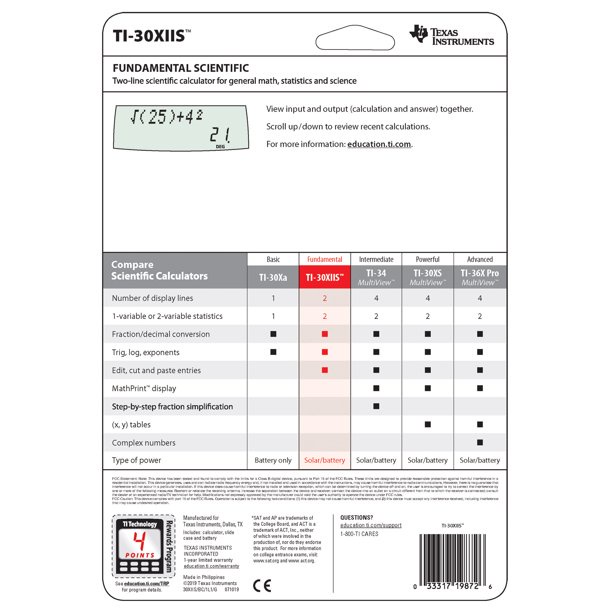 TI-30XIIS™
TEXAS
INSTRUMENTS
FUNDAMENTAL SCIENTIFIC
Two-line scientific calculator for general math, statistics and science
√(25)+4²
21.
DEG
View input and output (calculation and answer) together.
Scroll up/down to review recent calculations.
For more information: education.ti.com.
Compare
Scientific Calculators
Basic Fundamental Intermediate Powerful Advanced
TI-30Xa TI-30XIIS™ TI-34 MultiView™ TI-30XS MultiView™ TI-36X Pro MultiView™
Number of display lines 1 2 4 4 4
1-variable or 2-variable statistics 1 2 2 2 2
Fraction/decimal conversion ■ ■ ■ ■ ■
Trig, log, exponents ■ ■ ■ ■ ■
Edit, cut and paste entries ■ ■ ■ ■
MathPrint™ display ■ ■ ■
Step-by-step fraction simplification ■
(x, y) tables ■ ■
Complex numbers ■
Type of power Battery only Solar/battery Solar/battery Solar/battery Solar/battery
TI Technology
4
POINTS
Rewards Program
See education.ti.com/TRP
for program details.
Manufactured for
Texas Instruments, Dallas, TX
Includes: calculator, slide
case and battery
TEXAS INSTRUMENTS
INCORPORATED
1-year limited warranty
education.ti.com/warranty
Made in Philippines
©2019 Texas Instruments
30XIIS/BC/1L1/G 071019
*SAT and AP are trademarks of
the College Board, and ACT is a
trademark of ACT, Inc., neither
of which were involved in the
production of, nor do they endorse
this product. For more information
on college entrance exams, visit
www.sat.org and www.act.org.
CE
QUESTIONS?
education.ti.com/support
1-800-TI CARES
TI-30XIIS™
0 33317 19872 6